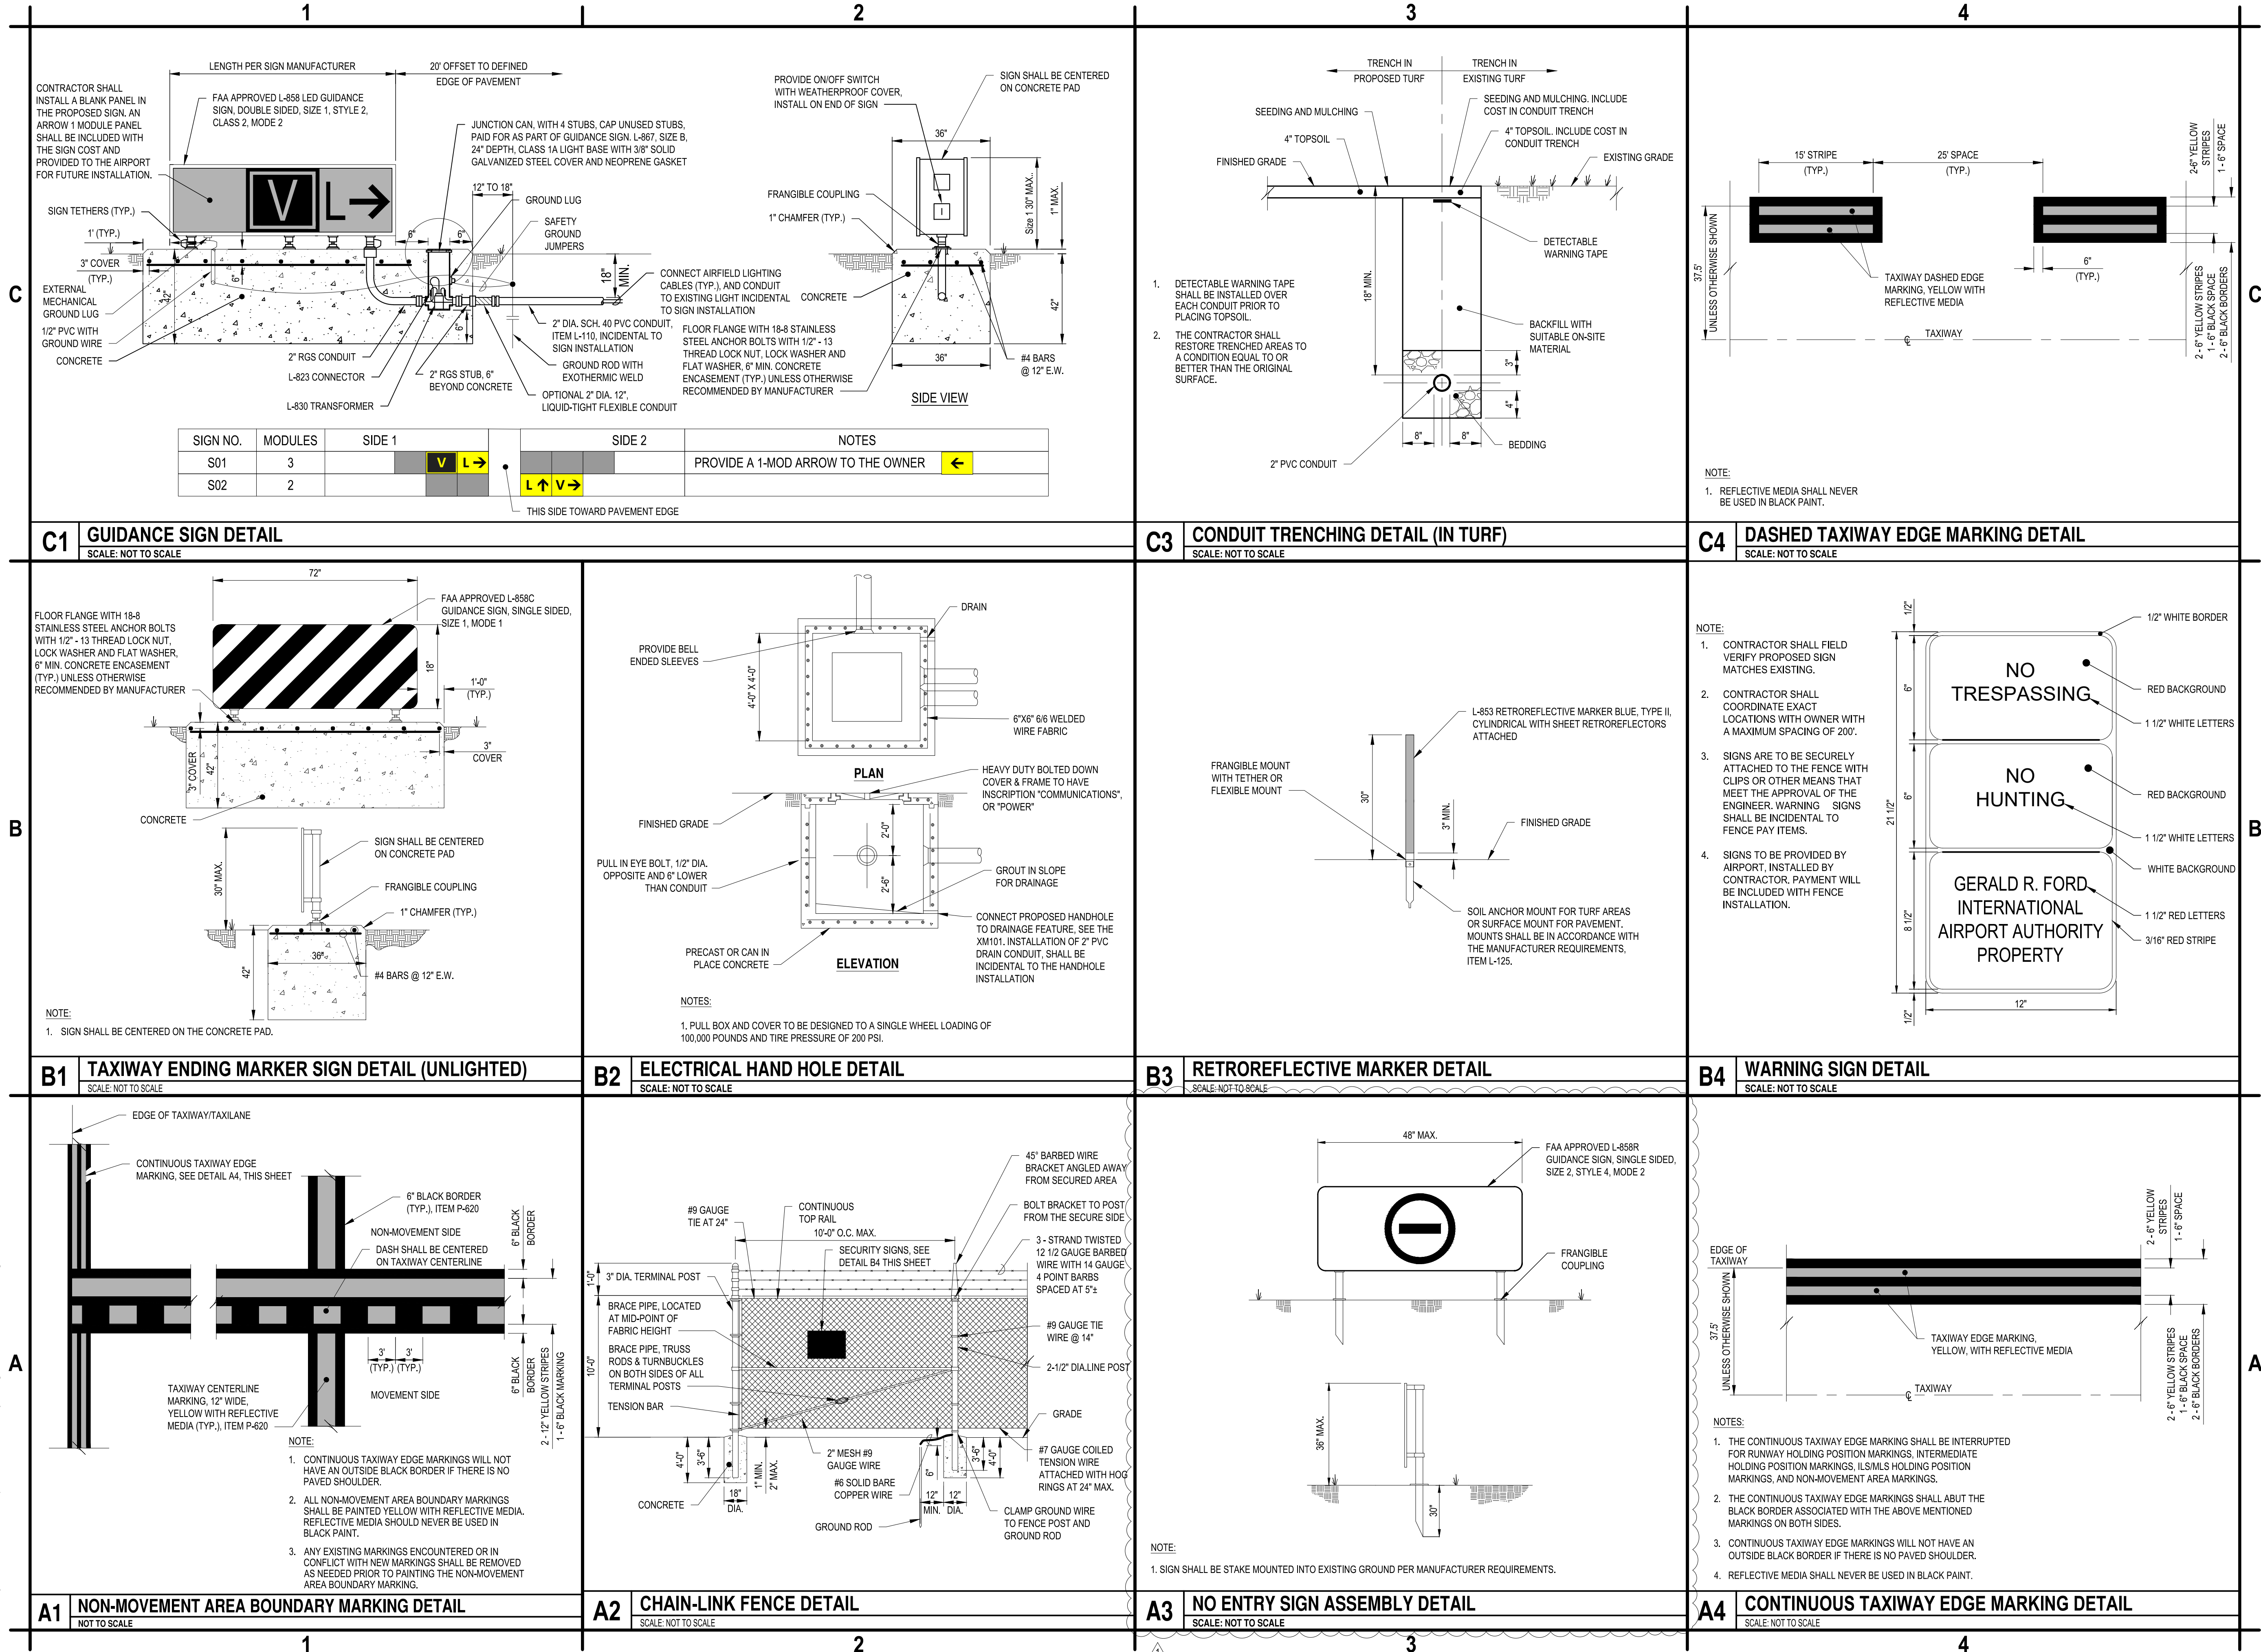 1
2
3
4
C
LENGTH PER SIGN MANUFACTURER
20' OFFSET TO DEFINED
EDGE OF PAVEMENT
CONTRACTOR SHALL
INSTALL A BLANK PANEL IN
THE PROPOSED SIGN. AN
ARROW 1 MODULE PANEL
SHALL BE INCLUDED WITH
THE SIGN COST AND
PROVIDED TO THE AIRPORT
FOR FUTURE INSTALLATION.
FAA APPROVED L-858 LED GUIDANCE
SIGN, DOUBLE SIDED, SIZE 1, STYLE 2,
CLASS 2, MODE 2
JUNCTION CAN, WITH 4 STUBS, CAP UNUSED STUBS,
PAID FOR AS PART OF GUIDANCE SIGN. L-867, SIZE B,
24" DEPTH, CLASS 1A LIGHT BASE WITH 3/8" SOLID
GALVANIZED STEEL COVER AND NEOPRENE GASKET
V L→
12" TO 18"
GROUND LUG
SAFETY
GROUND
JUMPERS
SIGN TETHERS (TYP.)
1' (TYP.)
6"
6"
3" COVER
(TYP.)
6"
42"
18"
MIN.
EXTERNAL
MECHANICAL
GROUND LUG
1/2" PVC WITH
GROUND WIRE
CONCRETE
6"
CONNECT AIRFIELD LIGHTING
CABLES (TYP.), AND CONDUIT
TO EXISTING LIGHT INCIDENTAL
TO SIGN INSTALLATION
2" DIA. SCH. 40 PVC CONDUIT,
ITEM L-110, INCIDENTAL TO
SIGN INSTALLATION
2" RGS CONDUIT
L-823 CONNECTOR
L-830 TRANSFORMER
2" RGS STUB, 6"
BEYOND CONCRETE
GROUND ROD WITH
EXOTHERMIC WELD
OPTIONAL 2" DIA. 12",
LIQUID-TIGHT FLEXIBLE CONDUIT
PROVIDE ON/OFF SWITCH
WITH WEATHERPROOF COVER,
INSTALL ON END OF SIGN
SIGN SHALL BE CENTERED
ON CONCRETE PAD
36"
FRANGIBLE COUPLING
1" CHAMFER (TYP.)
Size 1 30" MAX..
1" MAX.
CONCRETE
42"
FLOOR FLANGE WITH 18-8 STAINLESS
STEEL ANCHOR BOLTS WITH 1/2" - 13
THREAD LOCK NUT, LOCK WASHER AND
FLAT WASHER, 6" MIN. CONCRETE
ENCASEMENT (TYP.) UNLESS OTHERWISE
RECOMMENDED BY MANUFACTURER
36"
#4 BARS
@ 12" E.W.
SIDE VIEW
SIGN NO. MODULES SIDE 1 SIDE 2 NOTES
S01 3 V L→ PROVIDE A 1-MOD ARROW TO THE OWNER ←
S02 2 L↑ V→
THIS SIDE TOWARD PAVEMENT EDGE
C1 GUIDANCE SIGN DETAIL
SCALE: NOT TO SCALE
TRENCH IN
PROPOSED TURF
TRENCH IN
EXISTING TURF
SEEDING AND MULCHING
4" TOPSOIL
FINISHED GRADE
SEEDING AND MULCHING. INCLUDE
COST IN CONDUIT TRENCH
4" TOPSOIL. INCLUDE COST IN
CONDUIT TRENCH
EXISTING GRADE
DETECTABLE
WARNING TAPE
18" MIN.
1. DETECTABLE WARNING TAPE
SHALL BE INSTALLED OVER
EACH CONDUIT PRIOR TO
PLACING TOPSOIL.
2. THE CONTRACTOR SHALL
RESTORE TRENCHED AREAS TO
A CONDITION EQUAL TO OR
BETTER THAN THE ORIGINAL
SURFACE.
BACKFILL WITH
SUITABLE ON-SITE
MATERIAL
3"
4"
8"
8"
BEDDING
2" PVC CONDUIT
C3 CONDUIT TRENCHING DETAIL (IN TURF)
SCALE: NOT TO SCALE
15' STRIPE
(TYP.)
25' SPACE
(TYP.)
2-6" YELLOW
STRIPES
1 - 6" SPACE
37.5'
UNLESS OTHERWISE SHOWN
6"
(TYP.)
TAXIWAY DASHED EDGE
MARKING, YELLOW WITH
REFLECTIVE MEDIA
2 - 6" YELLOW STRIPES
1 - 6" BLACK SPACE
2 - 6" BLACK BORDERS
℄ TAXIWAY
NOTE:
1. REFLECTIVE MEDIA SHALL NEVER
BE USED IN BLACK PAINT.
C4 DASHED TAXIWAY EDGE MARKING DETAIL
SCALE: NOT TO SCALE
C
B
72"
FLOOR FLANGE WITH 18-8
STAINLESS STEEL ANCHOR BOLTS
WITH 1/2" - 13 THREAD LOCK NUT,
LOCK WASHER AND FLAT WASHER,
6" MIN. CONCRETE ENCASEMENT
(TYP.) UNLESS OTHERWISE
RECOMMENDED BY MANUFACTURER
FAA APPROVED L-858C
GUIDANCE SIGN, SINGLE SIDED,
SIZE 1, MODE 1
18"
1'-0"
(TYP.)
3"
COVER
3" COVER
42"
CONCRETE
SIGN SHALL BE CENTERED
ON CONCRETE PAD
30" MAX.
FRANGIBLE COUPLING
1" CHAMFER (TYP.)
36"
42"
#4 BARS @ 12" E.W.
NOTE:
1. SIGN SHALL BE CENTERED ON THE CONCRETE PAD.
B1 TAXIWAY ENDING MARKER SIGN DETAIL (UNLIGHTED)
SCALE: NOT TO SCALE
DRAIN
PROVIDE BELL
ENDED SLEEVES
4'-0" X 4'-0"
6"X6" 6/6 WELDED
WIRE FABRIC
PLAN
HEAVY DUTY BOLTED DOWN
COVER & FRAME TO HAVE
INSCRIPTION "COMMUNICATIONS",
OR "POWER"
FINISHED GRADE
2'-0"
PULL IN EYE BOLT, 1/2" DIA.
OPPOSITE AND 6" LOWER
THAN CONDUIT
2'-6"
GROUT IN SLOPE
FOR DRAINAGE
CONNECT PROPOSED HANDHOLE
TO DRAINAGE FEATURE, SEE THE
XM101. INSTALLATION OF 2" PVC
DRAIN CONDUIT, SHALL BE
INCIDENTAL TO THE HANDHOLE
INSTALLATION
PRECAST OR CAN IN
PLACE CONCRETE
ELEVATION
NOTES:
1. PULL BOX AND COVER TO BE DESIGNED TO A SINGLE WHEEL LOADING OF
100,000 POUNDS AND TIRE PRESSURE OF 200 PSI.
B2 ELECTRICAL HAND HOLE DETAIL
SCALE: NOT TO SCALE
L-853 RETROREFLECTIVE MARKER BLUE, TYPE II,
CYLINDRICAL WITH SHEET RETROREFLECTORS
ATTACHED
FRANGIBLE MOUNT
WITH TETHER OR
FLEXIBLE MOUNT
30"
3" MIN.
FINISHED GRADE
SOIL ANCHOR MOUNT FOR TURF AREAS
OR SURFACE MOUNT FOR PAVEMENT.
MOUNTS SHALL BE IN ACCORDANCE WITH
THE MANUFACTURER REQUIREMENTS,
ITEM L-125.
B3 RETROREFLECTIVE MARKER DETAIL
SCALE: NOT TO SCALE
NOTE:
1. CONTRACTOR SHALL FIELD
VERIFY PROPOSED SIGN
MATCHES EXISTING.
2. CONTRACTOR SHALL
COORDINATE EXACT
LOCATIONS WITH OWNER WITH
A MAXIMUM SPACING OF 200'.
3. SIGNS ARE TO BE SECURELY
ATTACHED TO THE FENCE WITH
CLIPS OR OTHER MEANS THAT
MEET THE APPROVAL OF THE
ENGINEER. WARNING SIGNS
SHALL BE INCIDENTAL TO
FENCE PAY ITEMS.
4. SIGNS TO BE PROVIDED BY
AIRPORT, INSTALLED BY
CONTRACTOR. PAYMENT WILL
BE INCLUDED WITH FENCE
INSTALLATION.
1/2"
6"
6"
21 1/2"
8 1/2"
1/2"
12"
NO
TRESPASSING
NO
HUNTING
GERALD R. FORD
INTERNATIONAL
AIRPORT AUTHORITY
PROPERTY
1/2" WHITE BORDER
RED BACKGROUND
1 1/2" WHITE LETTERS
RED BACKGROUND
1 1/2" WHITE LETTERS
WHITE BACKGROUND
1 1/2" RED LETTERS
3/16" RED STRIPE
B4 WARNING SIGN DETAIL
SCALE: NOT TO SCALE
B
A
EDGE OF TAXIWAY/TAXILANE
CONTINUOUS TAXIWAY EDGE
MARKING, SEE DETAIL A4, THIS SHEET
6" BLACK BORDER
(TYP.), ITEM P-620
NON-MOVEMENT SIDE
DASH SHALL BE CENTERED
ON TAXIWAY CENTERLINE
6" BLACK
BORDER
3'
(TYP.)
3'
(TYP.)
6" BLACK
BORDER
2 - 12" YELLOW STRIPES
1 - 6" BLACK MARKING
TAXIWAY CENTERLINE
MARKING, 12" WIDE,
YELLOW WITH REFLECTIVE
MEDIA (TYP.), ITEM P-620
MOVEMENT SIDE
NOTE:
1. CONTINUOUS TAXIWAY EDGE MARKINGS WILL NOT
HAVE AN OUTSIDE BLACK BORDER IF THERE IS NO
PAVED SHOULDER.
2. ALL NON-MOVEMENT AREA BOUNDARY MARKINGS
SHALL BE PAINTED YELLOW WITH REFLECTIVE MEDIA.
REFLECTIVE MEDIA SHOULD NEVER BE USED IN
BLACK PAINT.
3. ANY EXISTING MARKINGS ENCOUNTERED OR IN
CONFLICT WITH NEW MARKINGS SHALL BE REMOVED
AS NEEDED PRIOR TO PAINTING THE NON-MOVEMENT
AREA BOUNDARY MARKING.
A1 NON-MOVEMENT AREA BOUNDARY MARKING DETAIL
NOT TO SCALE
45° BARBED WIRE
BRACKET ANGLED AWAY
FROM SECURED AREA
#9 GAUGE
TIE AT 24"
CONTINUOUS
TOP RAIL
10'-0" O.C. MAX.
BOLT BRACKET TO POST
FROM THE SECURE SIDE
SECURITY SIGNS, SEE
DETAIL B4 THIS SHEET
3 - STRAND TWISTED
12 1/2 GAUGE BARBED
WIRE WITH 14 GAUGE
4 POINT BARBS
SPACED AT 5"±
1'-0"
3" DIA. TERMINAL POST
BRACE PIPE, LOCATED
AT MID-POINT OF
FABRIC HEIGHT
BRACE PIPE, TRUSS
RODS & TURNBUCKLES
ON BOTH SIDES OF ALL
TERMINAL POSTS
TENSION BAR
10'-0"
#9 GAUGE TIE
WIRE @ 14"
2-1/2" DIA.LINE POST
GRADE
4'-0"
3'-6"
1" MIN.
2" MAX.
2" MESH #9
GAUGE WIRE
#6 SOLID BARE
COPPER WIRE
6"
3'-6"
4'-0"
#7 GAUGE COILED
TENSION WIRE
ATTACHED WITH HOG
RINGS AT 24" MAX.
CONCRETE
18"
DIA.
12"
MIN.
12"
DIA.
GROUND ROD
CLAMP GROUND WIRE
TO FENCE POST AND
GROUND ROD
A2 CHAIN-LINK FENCE DETAIL
SCALE: NOT TO SCALE
48" MAX.
FAA APPROVED L-858R
GUIDANCE SIGN, SINGLE SIDED,
SIZE 2, STYLE 4, MODE 2
FRANGIBLE
COUPLING
36" MAX.
30"
NOTE:
1. SIGN SHALL BE STAKE MOUNTED INTO EXISTING GROUND PER MANUFACTURER REQUIREMENTS.
A3 NO ENTRY SIGN ASSEMBLY DETAIL
SCALE: NOT TO SCALE
2 - 6" YELLOW
STRIPES
1 - 6" SPACE
EDGE OF
TAXIWAY
37.5'
UNLESS OTHERWISE SHOWN
TAXIWAY EDGE MARKING,
YELLOW, WITH REFLECTIVE MEDIA
2 - 6" YELLOW STRIPES
1 - 6" BLACK SPACE
2 - 6" BLACK BORDERS
℄ TAXIWAY
NOTES:
1. THE CONTINUOUS TAXIWAY EDGE MARKING SHALL BE INTERRUPTED
FOR RUNWAY HOLDING POSITION MARKINGS, INTERMEDIATE
HOLDING POSITION MARKINGS, ILS/MLS HOLDING POSITION
MARKINGS, AND NON-MOVEMENT AREA MARKINGS.
2. THE CONTINUOUS TAXIWAY EDGE MARKINGS SHALL ABUT THE
BLACK BORDER ASSOCIATED WITH THE ABOVE MENTIONED
MARKINGS ON BOTH SIDES.
3. CONTINUOUS TAXIWAY EDGE MARKINGS WILL NOT HAVE AN
OUTSIDE BLACK BORDER IF THERE IS NO PAVED SHOULDER.
4. REFLECTIVE MEDIA SHALL NEVER BE USED IN BLACK PAINT.
A4 CONTINUOUS TAXIWAY EDGE MARKING DETAIL
SCALE: NOT TO SCALE
A
1
2
3
4